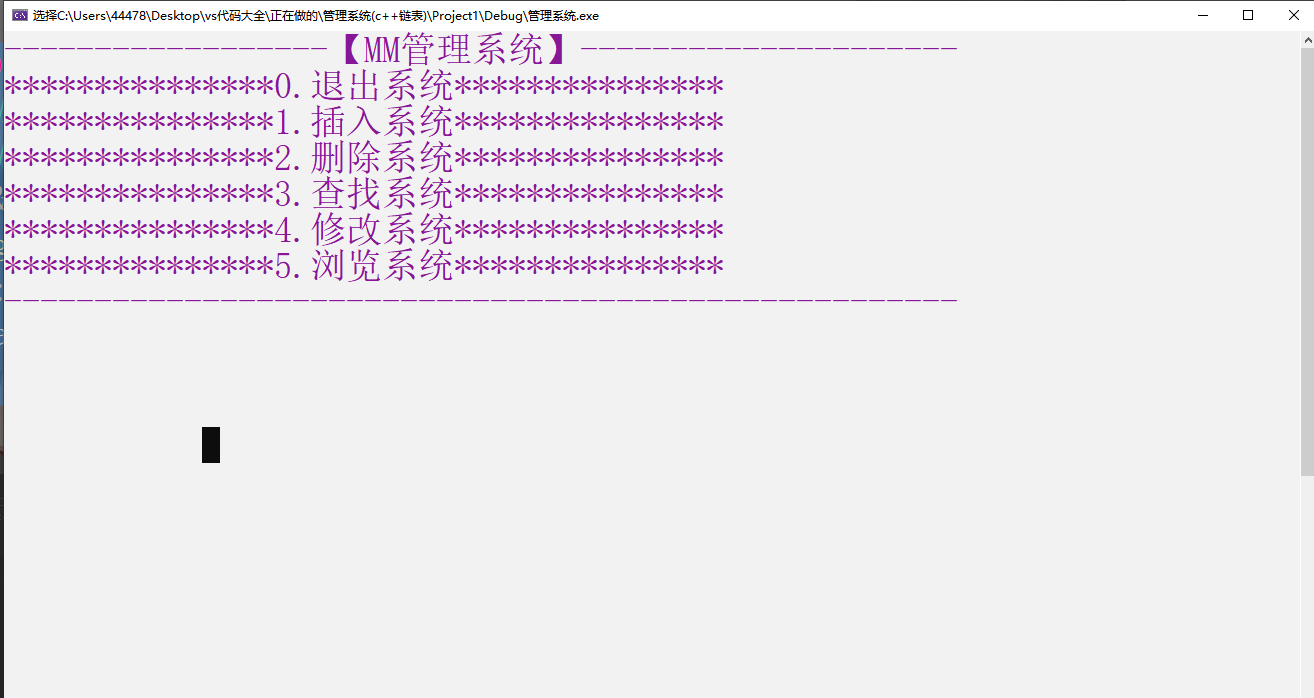 选择C:\Users\44478\Desktop\vs代码大全\正在做的\管理系统(c++链表)\Project1\Debug\管理系统.exe
------------------【MM管理系统】---------------------
***************0.退出系统***************
***************1.插入系统***************
***************2.删除系统***************
***************3.查找系统***************
***************4.修改系统***************
***************5.浏览系统***************
-----------------------------------------------------